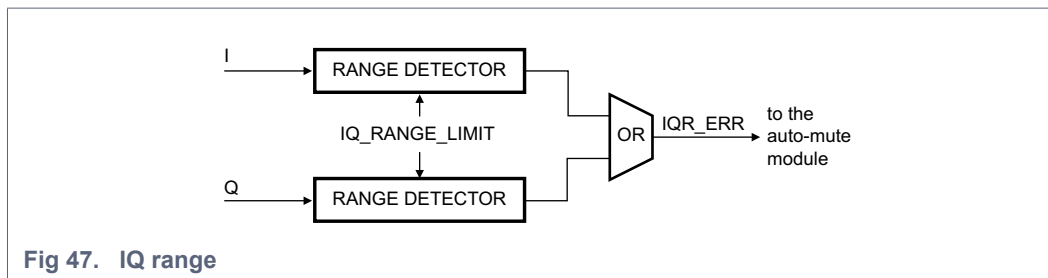 I
RANGE DETECTOR
IQ_RANGE_LIMIT
Q
RANGE DETECTOR
OR
IQR_ERR
to the
auto-mute
module
Fig 47. IQ range